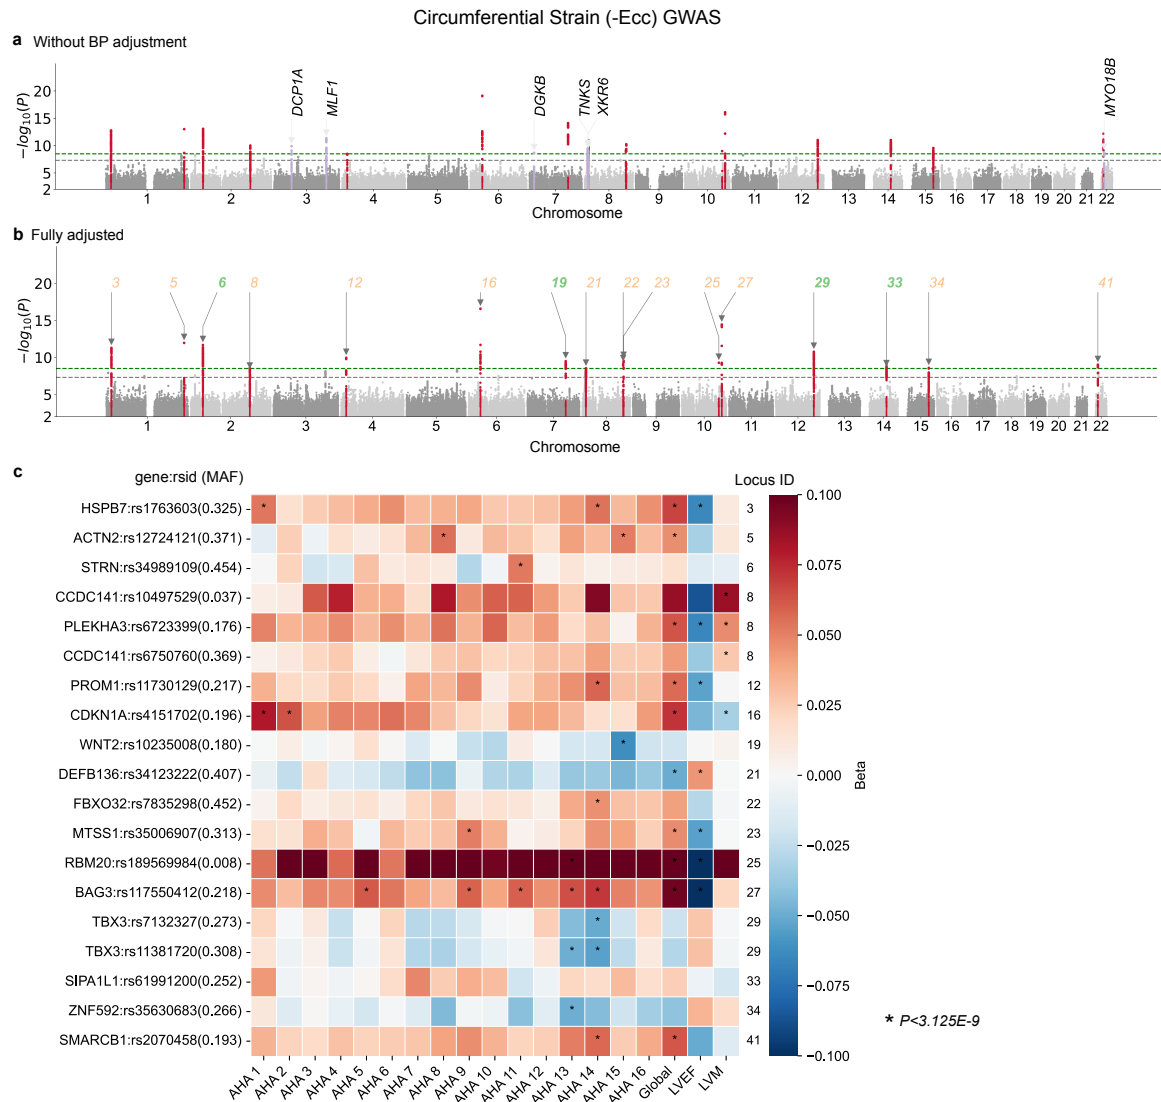 Circumferential Strain (-Ecc) GWAS
a Without BP adjustment
DCP1A MLF1 DGKB TNKS XKR6 MYO18B
−log10(P)
20
15
10
5
2
1 2 3 4 5 6 7 8 9 10 11 12 13 14 15 16 17 18 19 20 21 22
Chromosome
b Fully adjusted
3 5 6 8 12 16 19 21 22 23 25 27 29 33 34 41
−log10(P)
20
15
10
5
2
1 2 3 4 5 6 7 8 9 10 11 12 13 14 15 16 17 18 19 20 21 22
Chromosome
c gene:rsid (MAF) Locus ID
HSPB7:rs1763603(0.325) - * * * * 3
ACTN2:rs12724121(0.371) - * * * 5
STRN:rs34989109(0.454) - * 6
CCDC141:rs10497529(0.037) - * 8
PLEKHA3:rs6723399(0.176) - * * * 8
CCDC141:rs6750760(0.369) - * 8
PROM1:rs11730129(0.217) - * * * 12
CDKN1A:rs4151702(0.196) - * * * * 16
WNT2:rs10235008(0.180) - * 19
DEFB136:rs34123222(0.407) - * * 21
FBXO32:rs7835298(0.452) - * 22
MTSS1:rs35006907(0.313) - * * * 23
RBM20:rs189569984(0.008) - * * * 25
BAG3:rs117550412(0.218) - * * * * * * * 27
TBX3:rs7132327(0.273) - * 29
TBX3:rs11381720(0.308) - * * 29
SIPA1L1:rs61991200(0.252) - 33
ZNF592:rs35630683(0.266) - * 34
SMARCB1:rs2070458(0.193) - * * 41
AHA 1 AHA 2 AHA 3 AHA 4 AHA 5 AHA 6 AHA 7 AHA 8 AHA 9 AHA 10 AHA 11 AHA 12 AHA 13 AHA 14 AHA 15 AHA 16 Global LVEF LVM
0.100
0.075
0.050
0.025
0.000
−0.025
−0.050
−0.075
−0.100
Beta
* P<3.125E-9